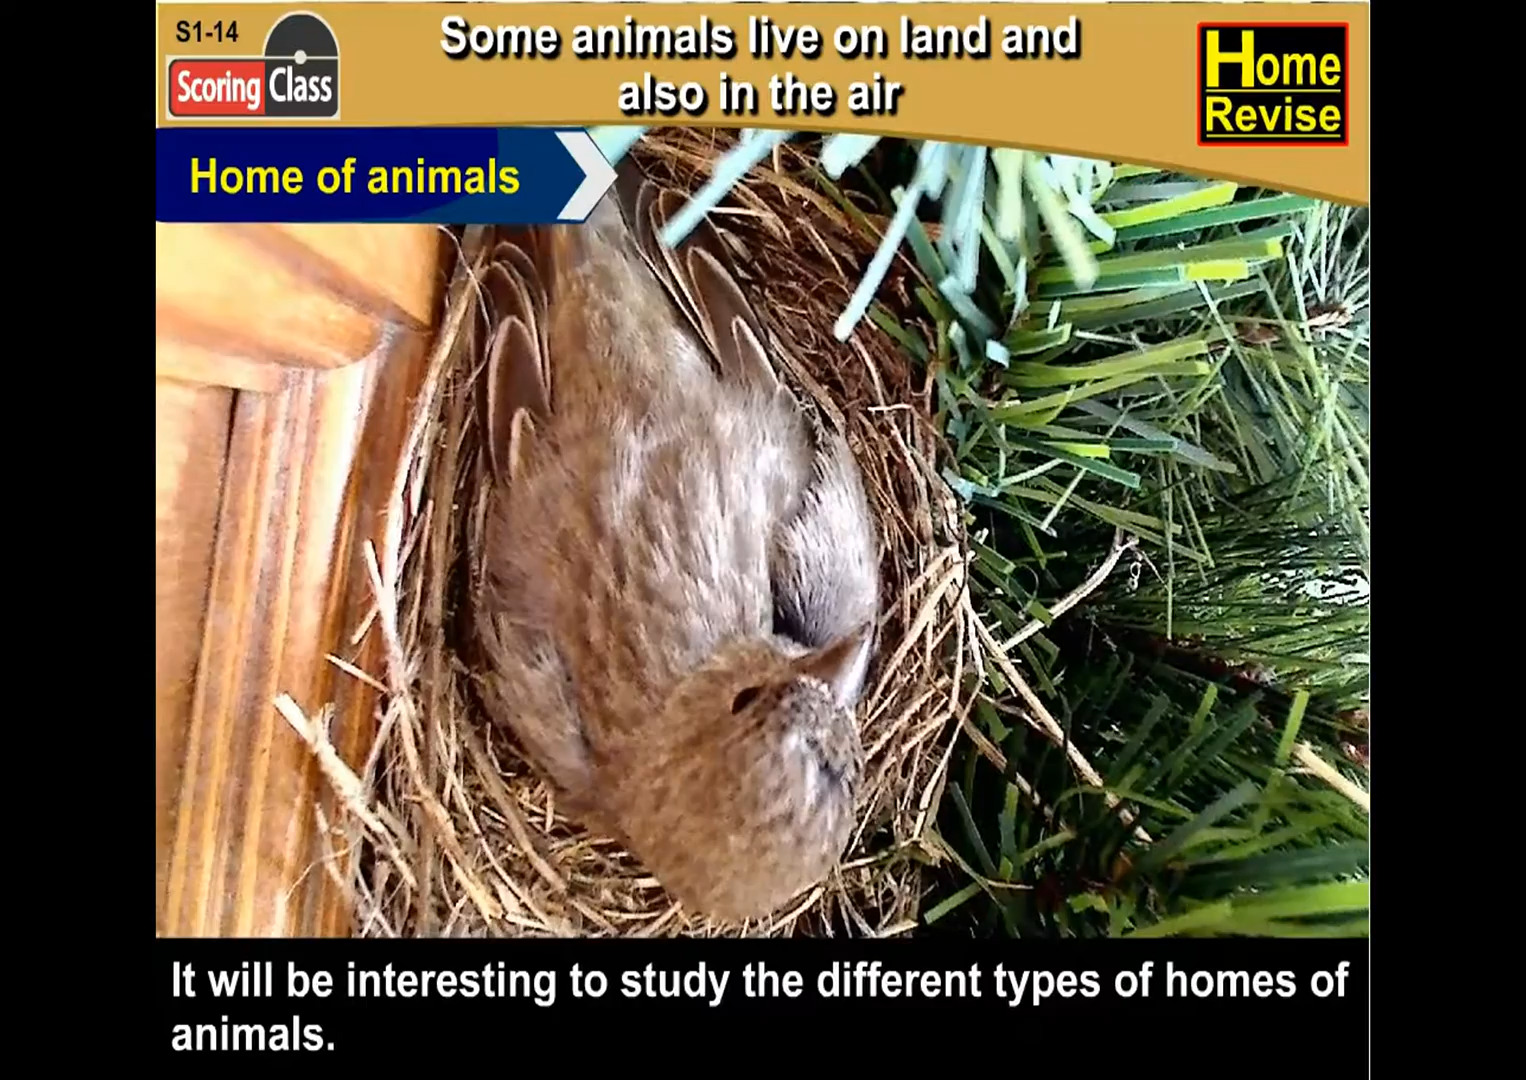 S1-14
Scoring Class
Some animals live on land and
also in the air
Home
Revise
Home of animals
It will be interesting to study the different types of homes of
animals.